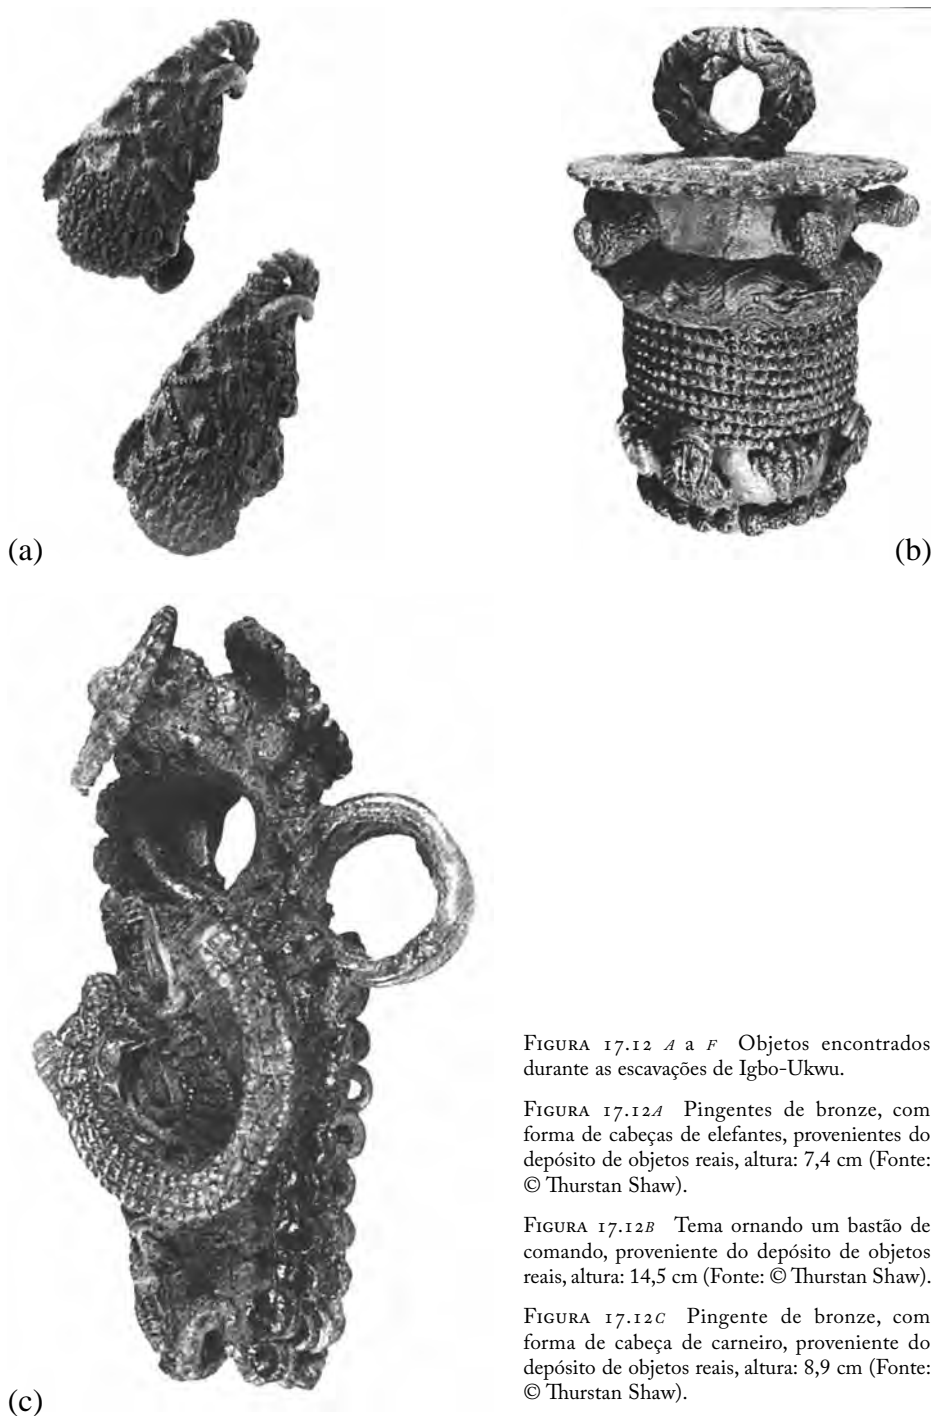 (a)
(b)
(c)
FIGURA 17.12 A a F Objetos encontrados
durante as escavações de Igbo-Ukwu.
FIGURA 17.12A Pingentes de bronze, com
forma de cabeças de elefantes, provenientes do
depósito de objetos reais, altura: 7,4 cm (Fonte:
© Thurstan Shaw).
FIGURA 17.12B Tema ornando um bastão de
comando, proveniente do depósito de objetos
reais, altura: 14,5 cm (Fonte: © Thurstan Shaw).
FIGURA 17.12C Pingente de bronze, com
forma de cabeça de carneiro, proveniente do
depósito de objetos reais, altura: 8,9 cm (Fonte:
© Thurstan Shaw).